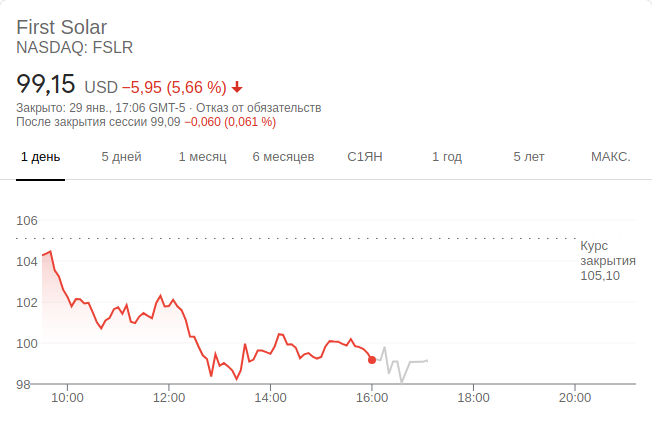 First Solar
NASDAQ: FSLR
99,15 USD −5,95 (5,66 %)
Закрыто: 29 янв., 17:06 GMT-5 · Отказ от обязательств
После закрытия сессии 99,09 −0,060 (0,061 %)
1 день 5 дней 1 месяц 6 месяцев С1ЯН 1 год 5 лет МАКС.
106
Курс
закрытия
105,10
104
102
100
98
10:00 12:00 14:00 16:00 18:00 20:00